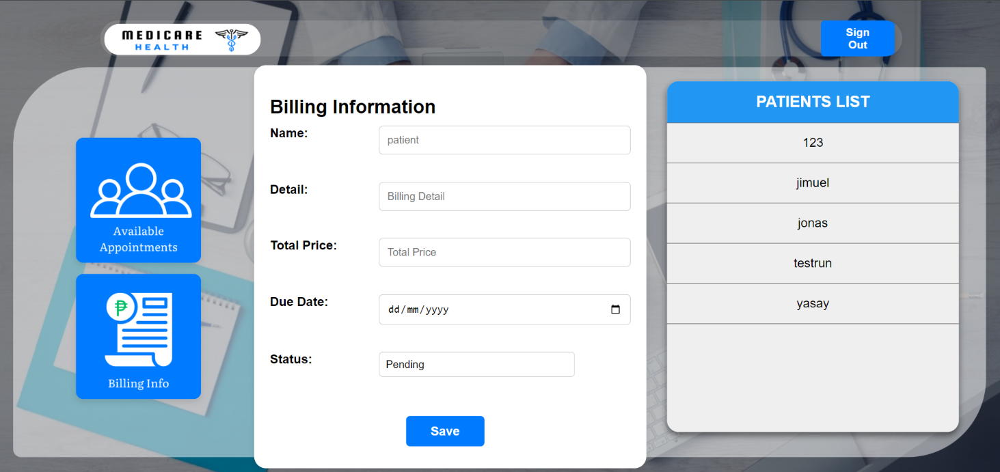 MEDICARE
HEALTH
Sign
Out
Available
Appointments
₱
Billing Info
Billing Information
Name:
patient
Detail:
Billing Detail
Total Price:
Total Price
Due Date:
dd/mm/yyyy
Status:
Pending
Save
PATIENTS LIST
123
jimuel
jonas
testrun
yasay